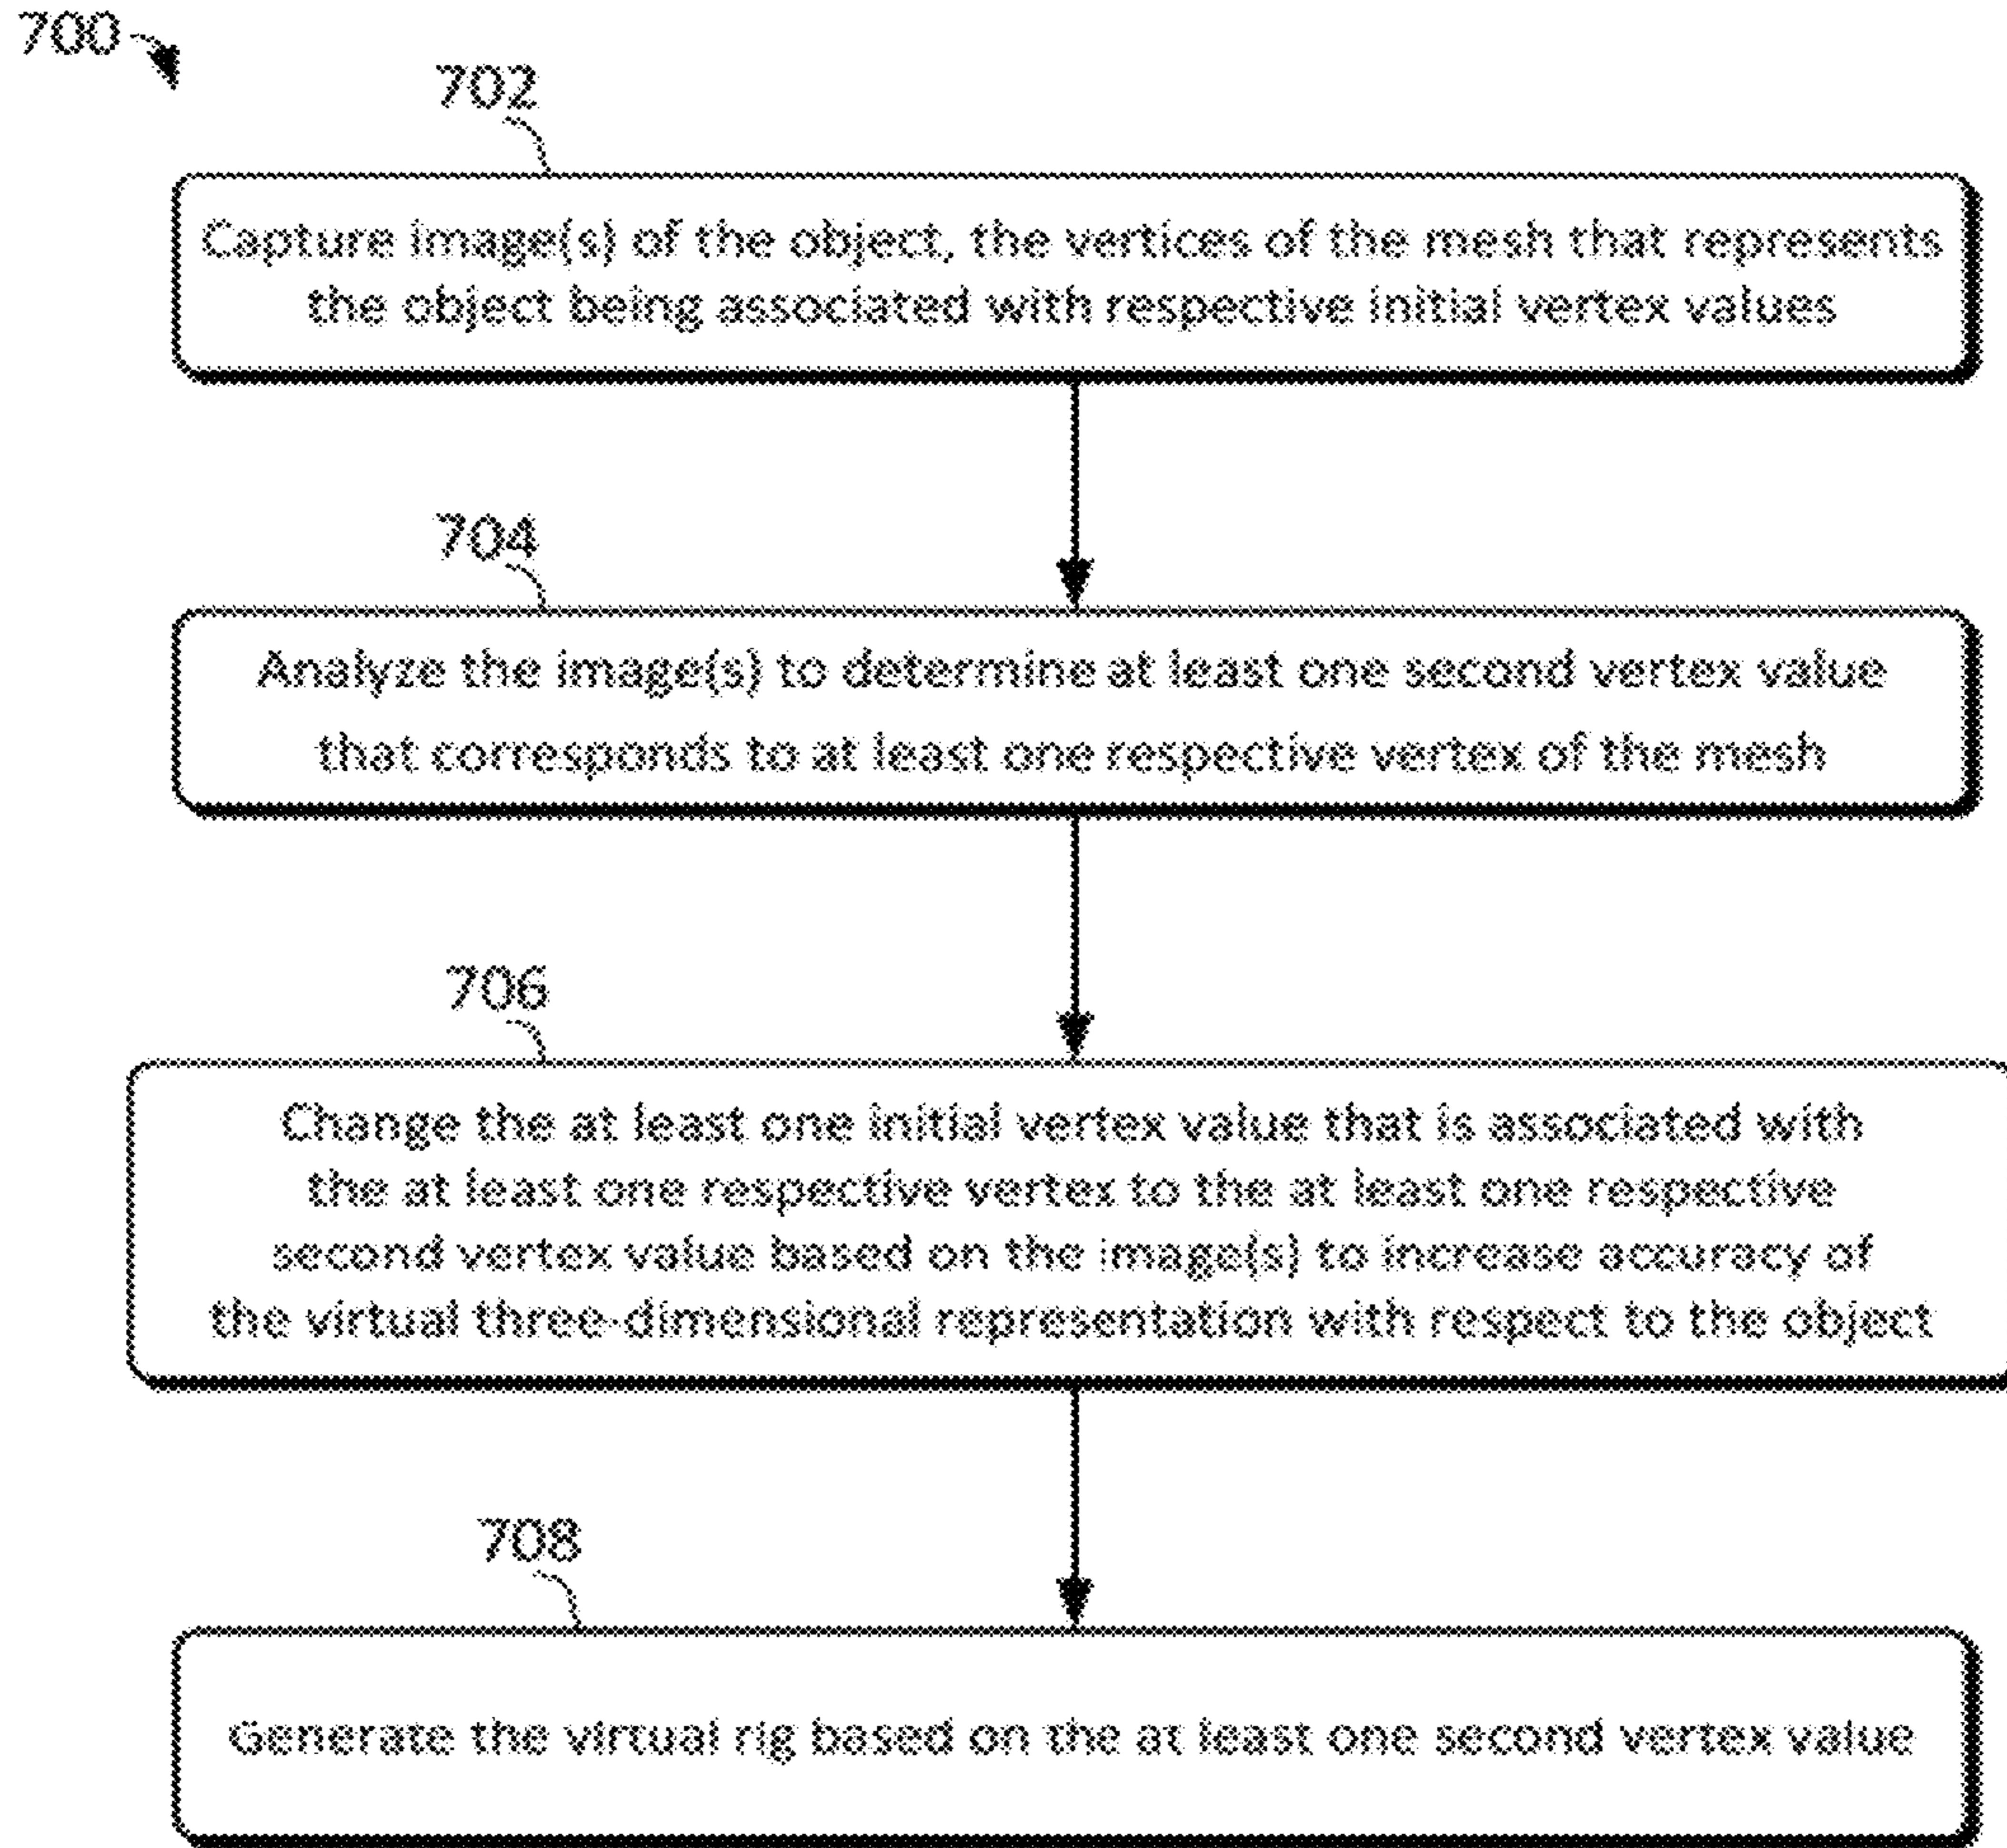 700
702
Capture image(s) of the object, the vertices of the mesh that represents
the object being associated with respective initial vertex values
704
Analyze the image(s) to determine at least one second vertex value
that corresponds to at least one respective vertex of the mesh
706
Change the at least one initial vertex value that is associated with
the at least one respective vertex to the at least one respective
second vertex value based on the image(s) to increase accuracy of
the virtual three-dimensional representation with respect to the object
708
Generate the virtual rig based on the at least one second vertex value